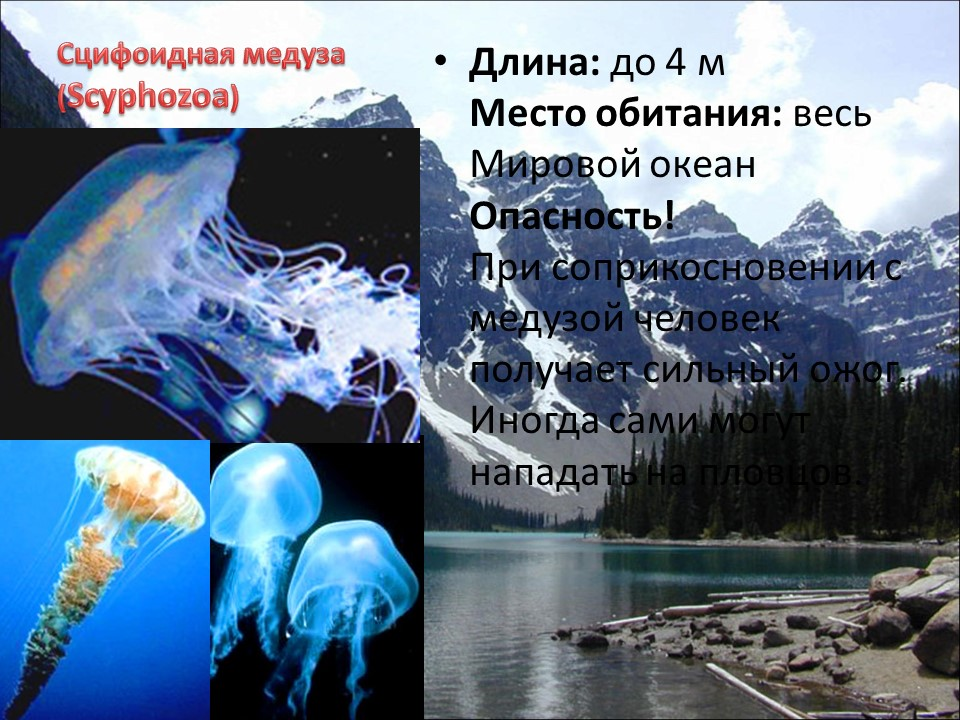 Сцифоидная медуза
(Scyphozoa)
• Длина: до 4 м
Место обитания: весь
Мировой океан
Опасность!
При соприкосновении с
медузой человек
получает сильный ожог.
Иногда сами могут
нападать на пловцов.